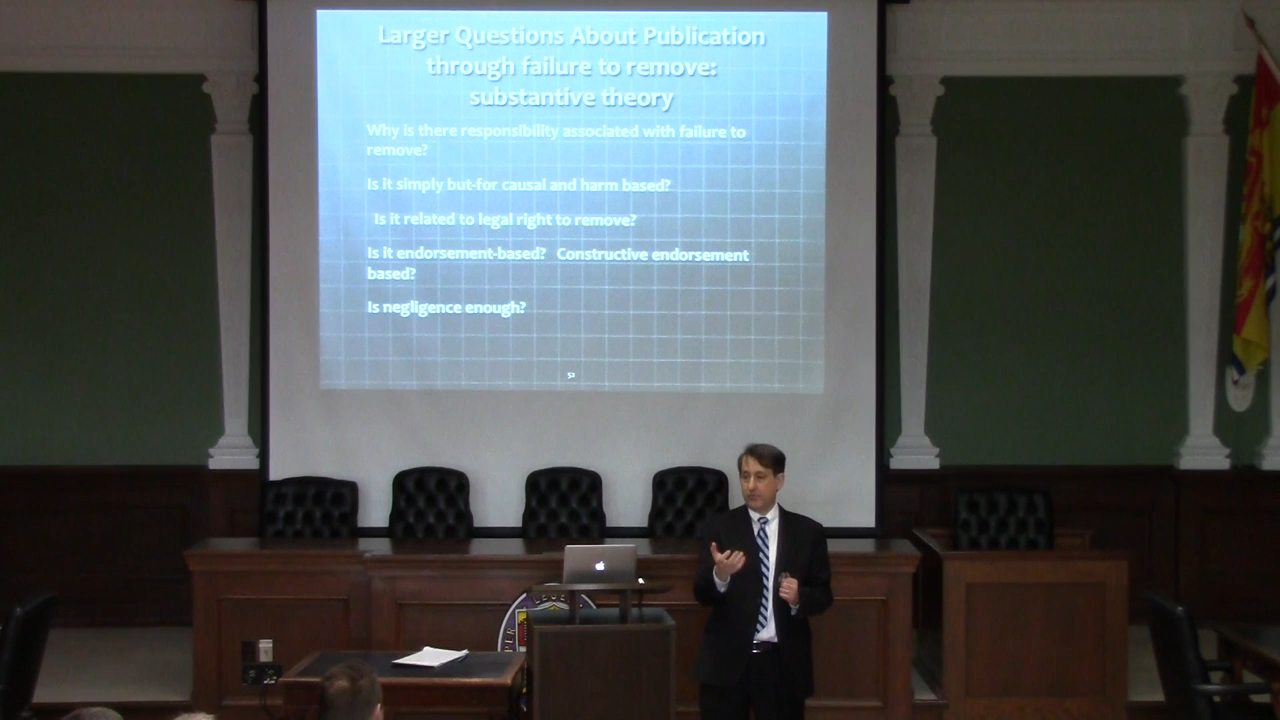 Larger Questions About Publication
through failure to remove:
substantive theory
Why is there responsibility associated with failure to
remove?
Is it simply but-for causal and harm based?
Is it related to legal right to remove?
Is it endorsement-based? Constructive endorsement
based?
Is negligence enough?
52